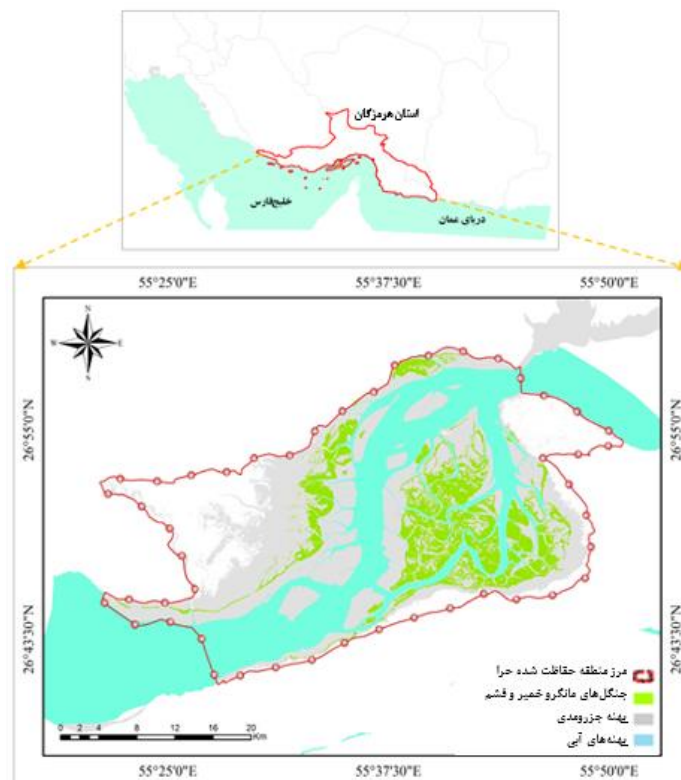 استان هرمزگان
خلیج‌فارس
دریای عمان
55°25'0"E 55°37'30"E 55°50'0"E
N
W E
S
26°55'0"N 26°55'0"N
26°43'30"N 26°43'30"N
مرز منطقه حفاظت شده حرا
جنگل‌های مانگرو خمیر و قشم
پهنه جزرومدی
پهنه‌های آبی
0 2 4 8 12 16 20
Km
55°25'0"E 55°37'30"E 55°50'0"E